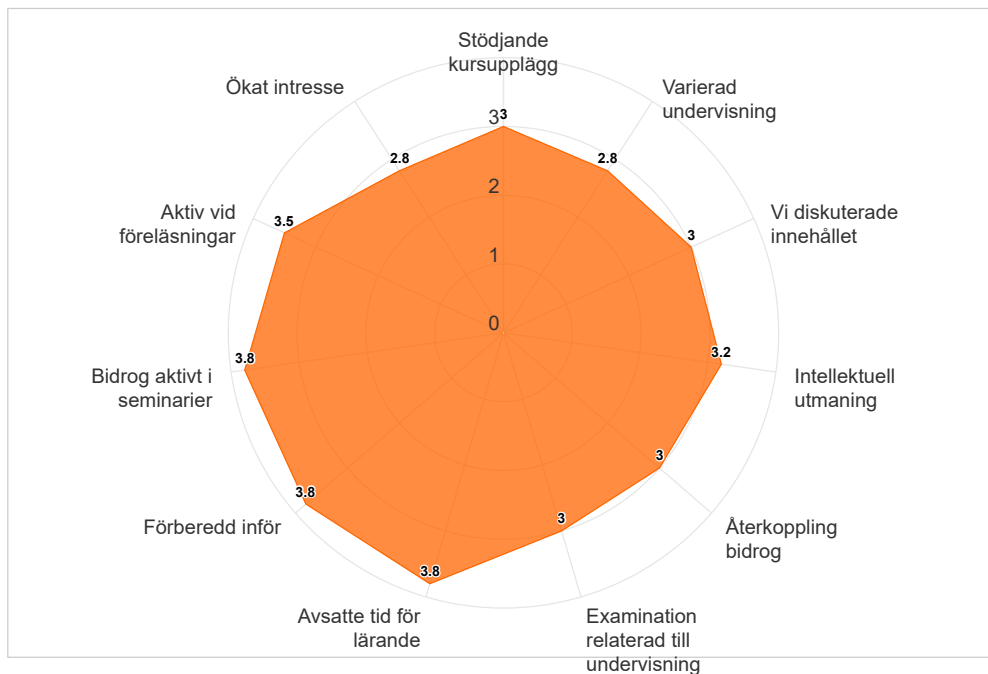 Stödjande
kursupplägg
Ökat intresse
Varierad
undervisning
3
3
2.8
2.8
2
Aktiv vid
föreläsningar
3.5
Vi diskuterade
innehållet
3
1
0
Bidrog aktivt i
seminarier
3.8
3.2
Intellektuell
utmaning
3
Förberedd inför
3.8
Återkoppling
bidrog
3
3.8
Avsatte tid för
lärande
Examination
relaterad till
undervisning